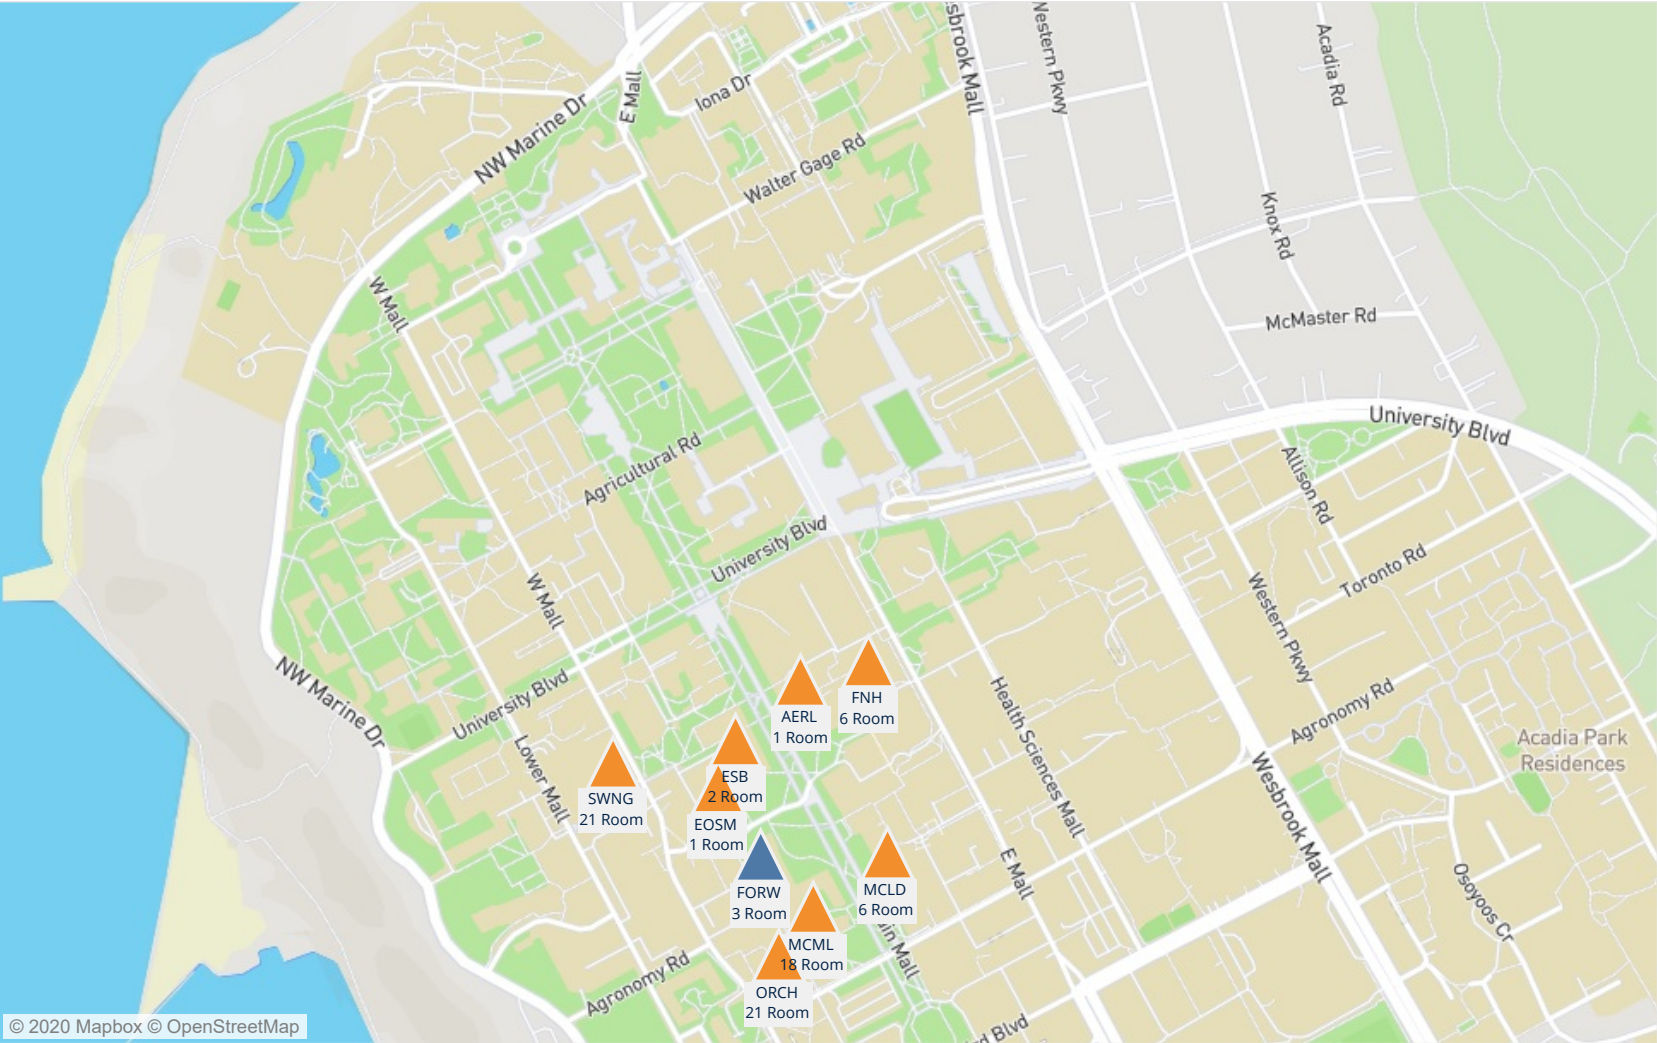 sbrook Mall
Western Pkwy
Acadia Rd
E Mall
Iona Dr
NW Marine Dr
Walter Gage Rd
Knox Rd
W Mall
McMaster Rd
University Blvd
Agricultural Rd
Allison Rd
University Blvd
Toronto Rd
W Mall
Western Pkwy
NW Marine Dr
University Blvd
Health Sciences Mall
Agronomy Rd
AERL
1 Room
FNH
6 Room
Acadia Park
Residences
Lower Mall
Wesbrook Mall
ESB
2 Room
SWNG
21 Room
EOSM
1 Room
E Mall
FORW
3 Room
MCLD
6 Room
Osoyoos Cr
MCML
18 Room
in Mall
Agronomy Rd
ORCH
21 Room
rd Blvd
© 2020 Mapbox © OpenStreetMap